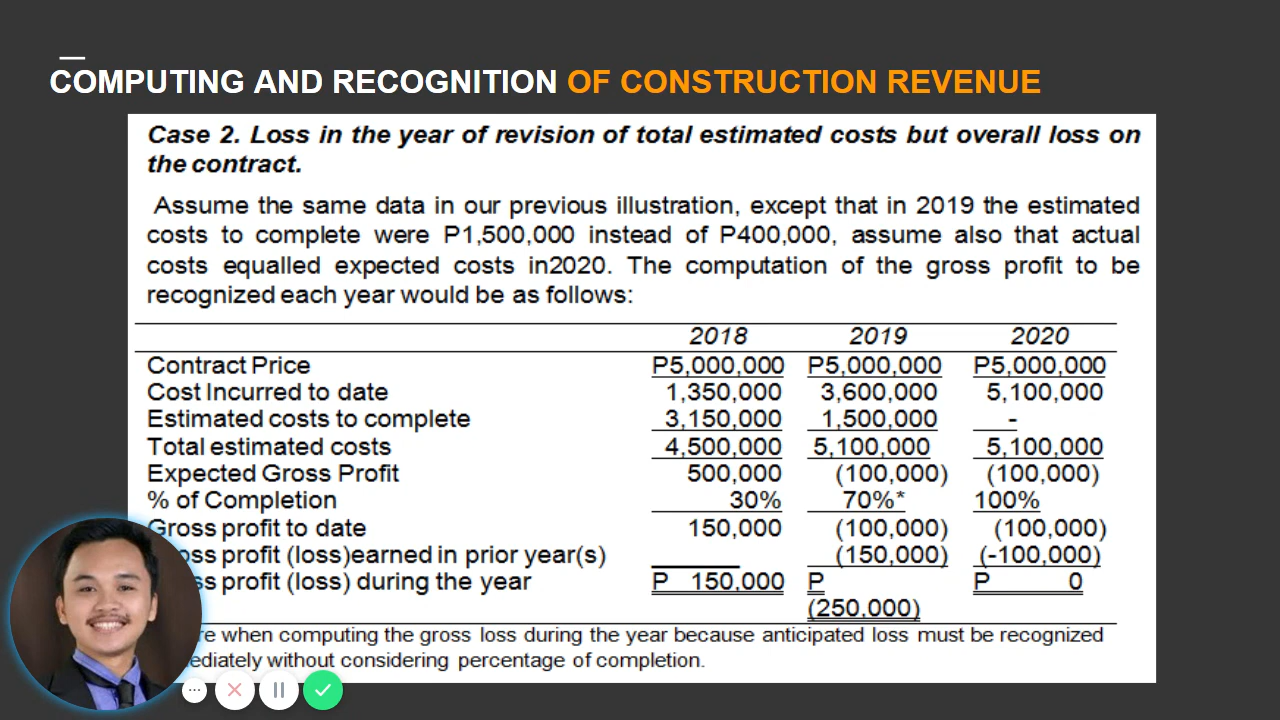 COMPUTING AND RECOGNITION OF CONSTRUCTION REVENUE
Case 2. Loss in the year of revision of total estimated costs but overall loss on
the contract.
Assume the same data in our previous illustration, except that in 2019 the estimated
costs to complete were P1,500,000 instead of P400,000, assume also that actual
costs equalled expected costs in2020. The computation of the gross profit to be
recognized each year would be as follows:
2018 2019 2020
Contract Price P5,000,000 P5,000,000 P5,000,000
Cost Incurred to date 1,350,000 3,600,000 5,100,000
Estimated costs to complete 3,150,000 1,500,000 -
Total estimated costs 4,500,000 5,100,000 5,100,000
Expected Gross Profit 500,000 (100,000) (100,000)
% of Completion 30% 70%* 100%
Gross profit to date 150,000 (100,000) (100,000)
profit (loss)earned in prior year(s) (150,000) (-100,000)
profit (loss) during the year P 150,000 P P 0
(250,000)
when computing the gross loss during the year because anticipated loss must be recognized
without considering percentage of completion.